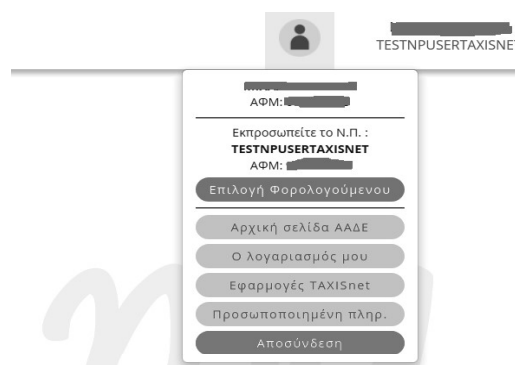 TESTNPUSERTAXISNET
ΑΦΜ:
Εκπροσωπείτε το Ν.Π. :
TESTNPUSERTAXISNET
ΑΦΜ:
Επιλογή Φορολογούμενου
Αρχική σελίδα ΑΑΔΕ
Ο λογαριασμός μου
Εφαρμογές TAXISnet
Προσωποποιημένη πληρ.
Αποσύνδεση